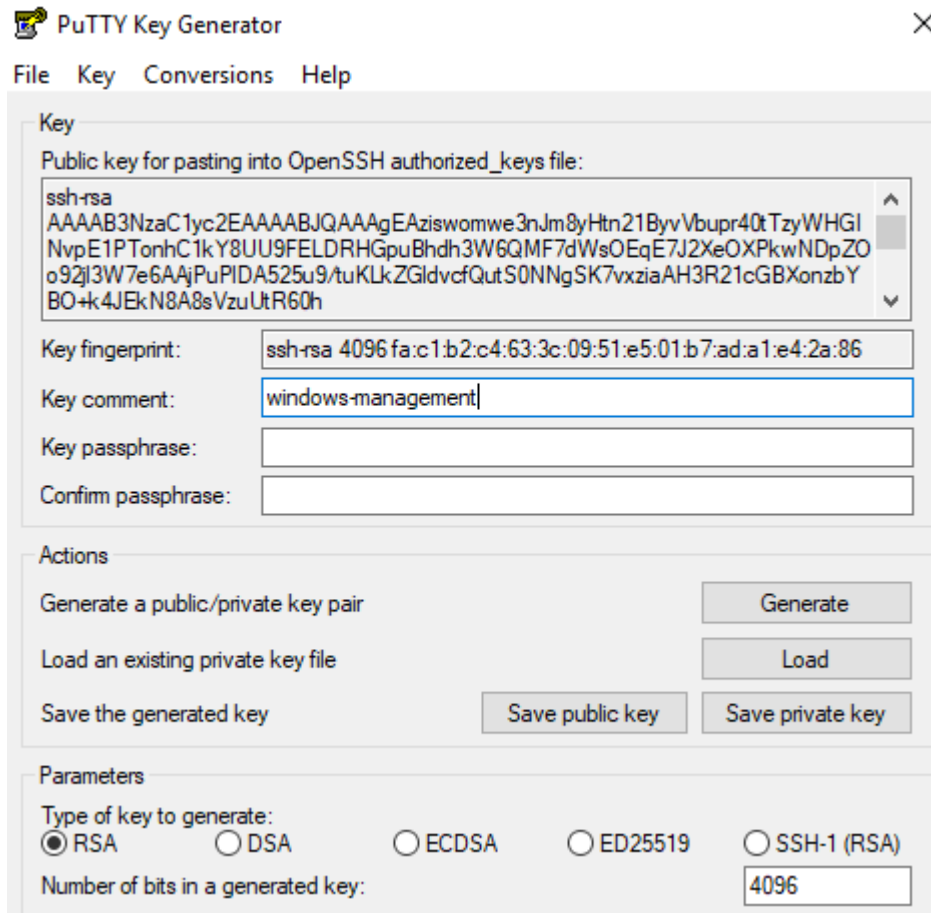 PuTTY Key Generator
File Key Conversions Help
Key
Public key for pasting into OpenSSH authorized_keys file:
ssh-rsa
AAAAB3NzaC1yc2EAAAABJQAAAgEAziswomwe3nJm8yHtn21ByvVbupr40tTzyWHGI
NvpE1PTonhC1kY8UU9FELDRHGpuBhdh3W6QMF7dWsOEqE7J2XeOXPkwNDpZO
o92jl3W7e6AAjPuPIDA525u9/tuKLkZGldvcfQutS0NNgSK7vxziaAH3R21cGBXonzbY
BO+k4JEkN8A8sVzuUtR60h
Key fingerprint: ssh-rsa 4096 fa:c1:b2:c4:63:3c:09:51:e5:01:b7:ad:a1:e4:2a:86
Key comment: windows-management
Key passphrase:
Confirm passphrase:
Actions
Generate a public/private key pair Generate
Load an existing private key file Load
Save the generated key Save public key Save private key
Parameters
Type of key to generate:
RSA DSA ECDSA ED25519 SSH-1 (RSA)
Number of bits in a generated key: 4096